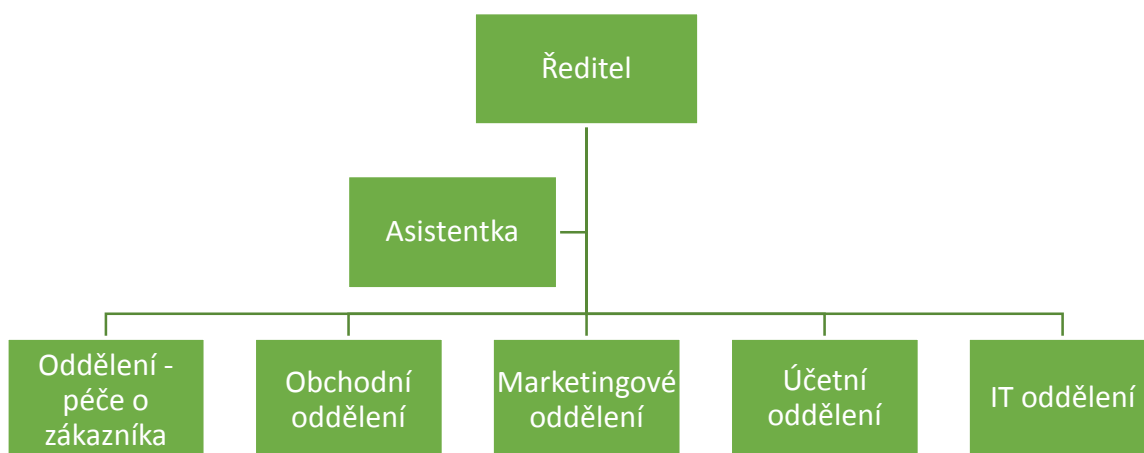 Ředitel
Asistentka
Oddělení -
péče o
zákazníka
Obchodní
oddělení
Marketingové
oddělení
Účetní
oddělení
IT oddělení